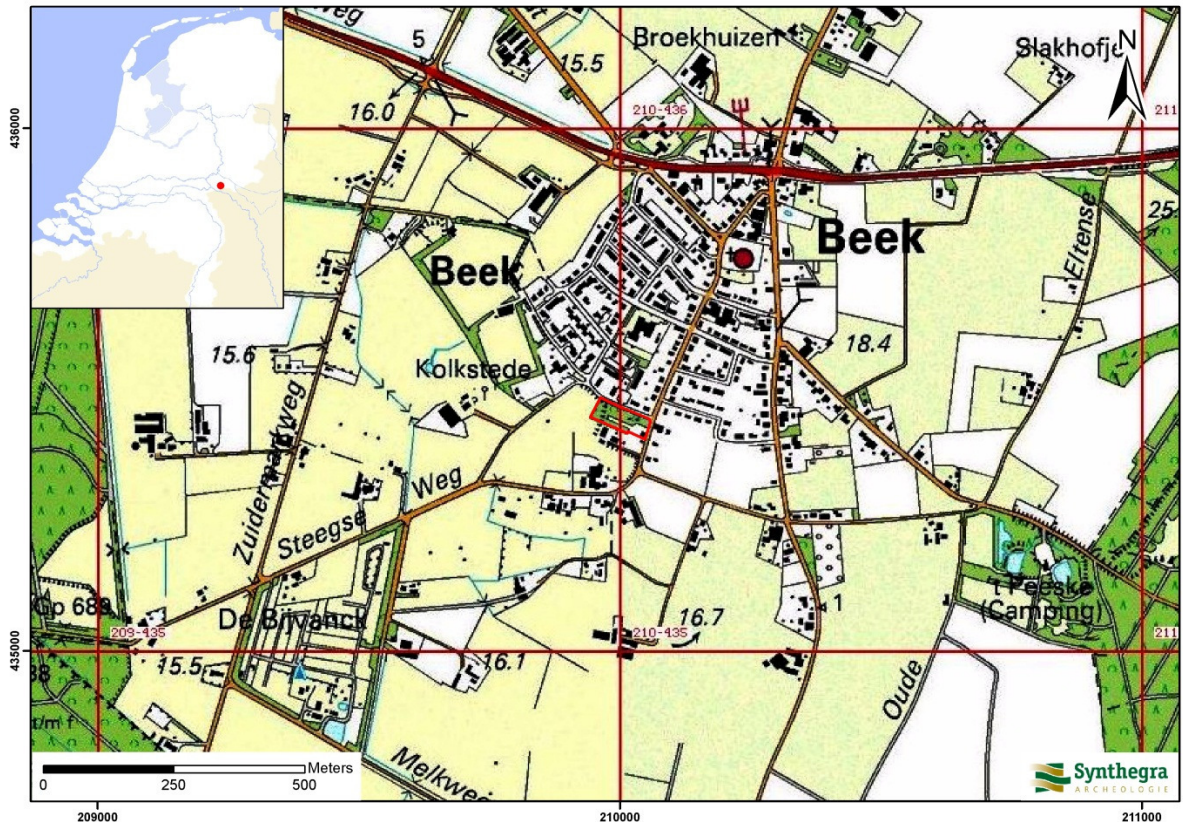 5
Broekhuizen
Slakhofje
N
15.5
16.0
210-436
211
436000
Beek
Beek
25
Eltense
15.6
18.4
Kolkstede
Zuidermarkweg
Weg
Steegse
't Peeske
(Camping)
Gp 689
De Bijvanck
1
16.7
209-435
210-435
211
435000
15.5
16.1
Oude
t/m f
Melkweg
Meters
0 250 500
Synthegra
ARCHEOLOGIE
209000 210000 211000